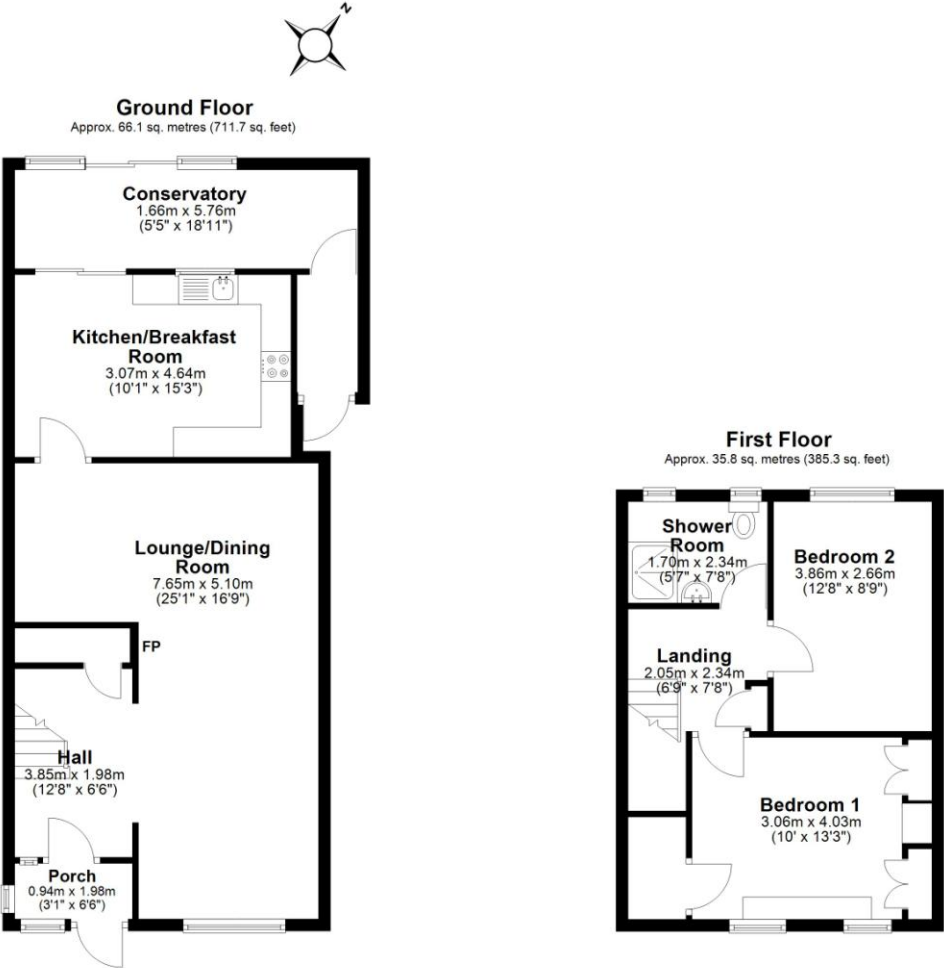 N
Ground Floor
Approx. 66.1 sq. metres (711.7 sq. feet)
Conservatory
1.66m x 5.76m
(5'5" x 18'11")
Kitchen/Breakfast
Room
3.07m x 4.64m
(10'1" x 15'3")
Lounge/Dining
Room
7.65m x 5.10m
(25'1" x 16'9")
FP
Hall
3.85m x 1.98m
(12'8" x 6'6")
Porch
0.94m x 1.98m
(3'1" x 6'6")
First Floor
Approx. 35.8 sq. metres (385.3 sq. feet)
Shower
Room
1.70m x 2.34m
(5'7" x 7'8")
Bedroom 2
3.86m x 2.66m
(12'8" x 8'9")
Landing
2.05m x 2.34m
(6'9" x 7'8")
Bedroom 1
3.06m x 4.03m
(10' x 13'3")